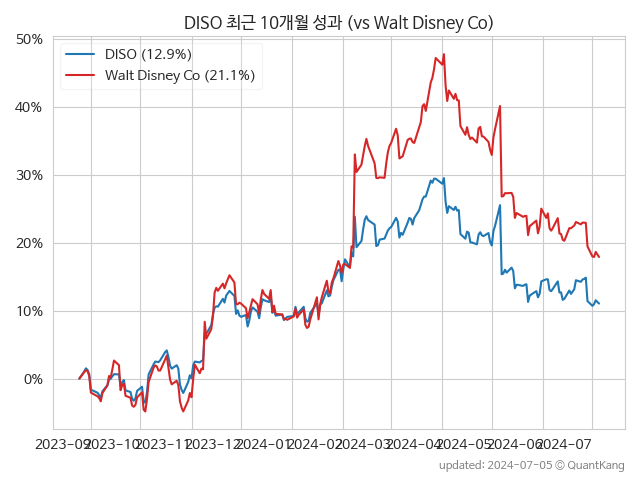 DISO 최근 10개월 성과 (vs Walt Disney Co)
DISO (12.9%)
Walt Disney Co (21.1%)
50%
40%
30%
20%
10%
0%
2023-09 2023-10 2023-11 2023-12 2024-01 2024-02 2024-03 2024-04 2024-05 2024-06 2024-07
updated: 2024-07-05 © QuantKang